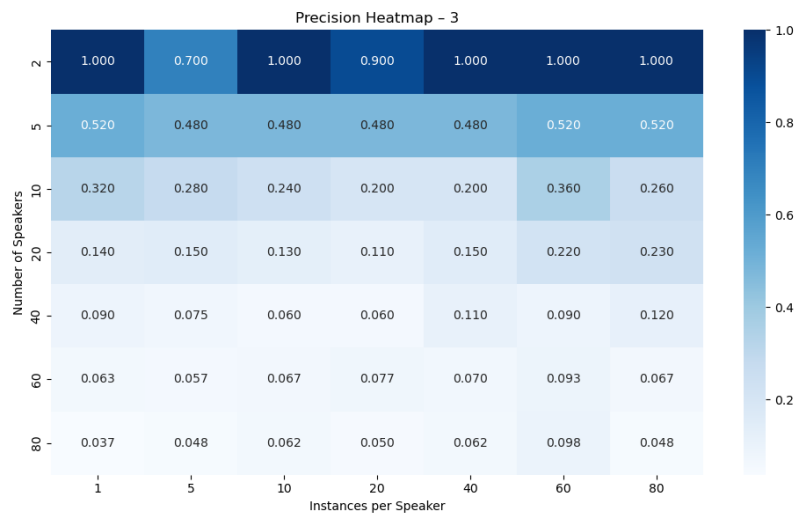 Precision Heatmap – 3
2 1.000 0.700 1.000 0.900 1.000 1.000 1.000 1.0
5 0.520 0.480 0.480 0.480 0.480 0.520 0.520 0.8
10 0.320 0.280 0.240 0.200 0.200 0.360 0.260 0.6
20 0.140 0.150 0.130 0.110 0.150 0.220 0.230
40 0.090 0.075 0.060 0.060 0.110 0.090 0.120 0.4
60 0.063 0.057 0.067 0.077 0.070 0.093 0.067 0.2
80 0.037 0.048 0.062 0.050 0.062 0.098 0.048
1 5 10 20 40 60 80
Number of Speakers
Instances per Speaker